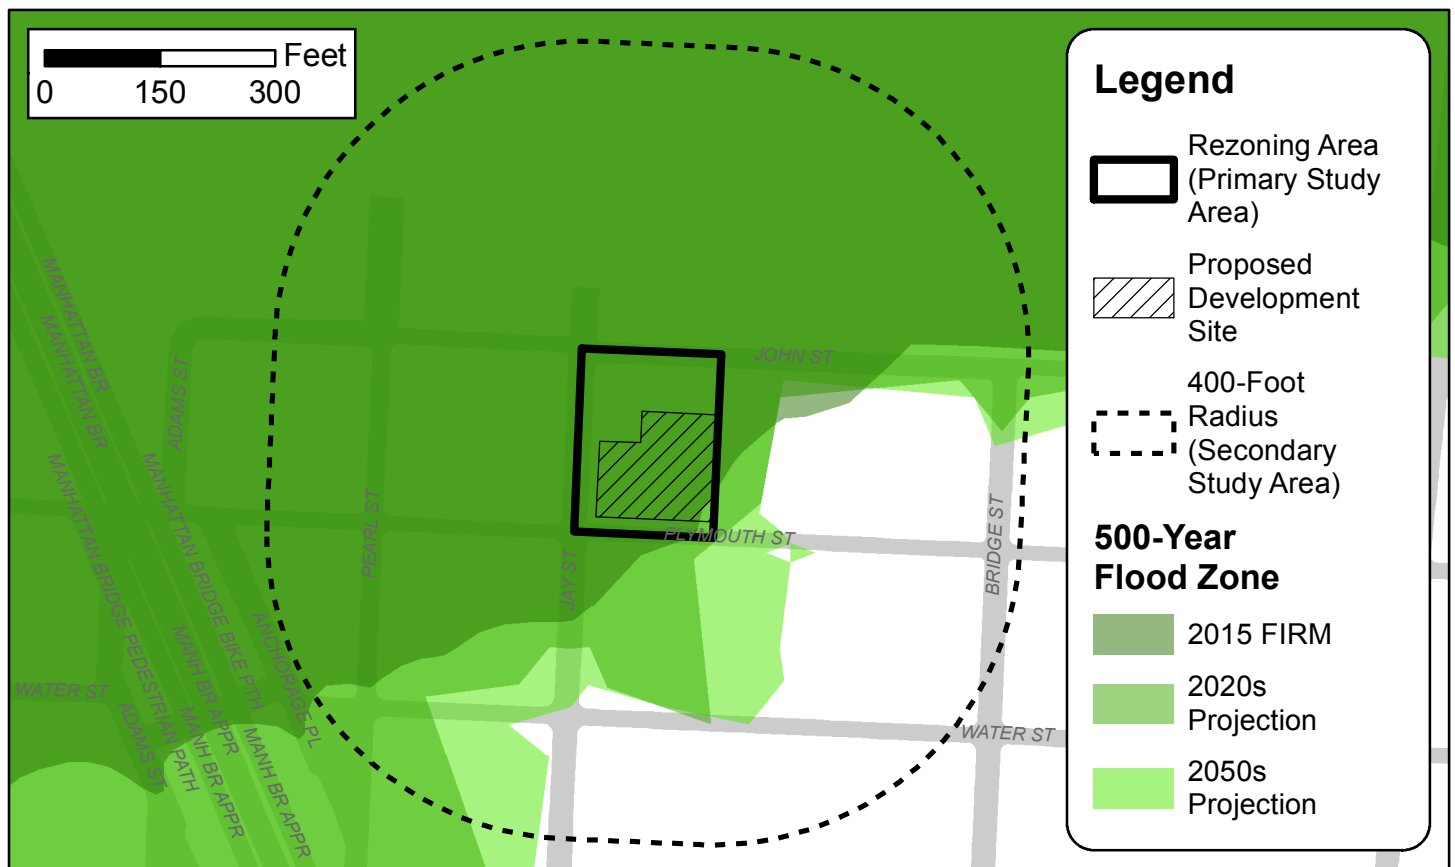 Feet
0 150 300
Legend
Rezoning Area
(Primary Study
Area)
Proposed
Development
Site
400-Foot
Radius
(Secondary
Study Area)
500-Year
Flood Zone
2015 FIRM
2020s
Projection
2050s
Projection
MANHATTAN BR
MANHATTAN BR
ADAMS ST
JOHN ST
MANHATTAN BRIDGE PEDESTRIAN PATH
MANHATTAN BRIDGE BIKE PTH
PEARL ST
JAY ST
PLYMOUTH ST
BRIDGE ST
ANCHORAGE PL
MANH BR APPR
WATER ST
ADAMS ST
MANH BR APPR
MANH BR APPR
WATER ST